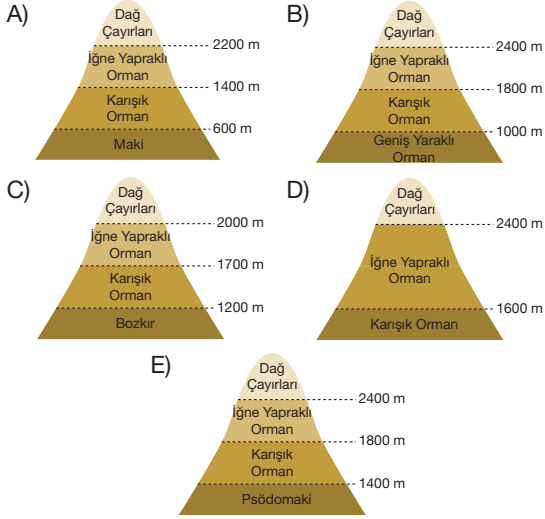 A)
Dağ
Çayırları
2200 m
İğne Yapraklı
Orman
1400 m
Karışık
Orman
600 m
Maki
B)
Dağ
Çayırları
2400 m
İğne Yapraklı
Orman
1800 m
Karışık
Orman
1000 m
Geniş Yaraklı
Orman
C)
Dağ
Çayırları
2000 m
İğne Yapraklı
Orman
1700 m
Karışık
Orman
1200 m
Bozkır
D)
Dağ
Çayırları
2400 m
İğne Yapraklı
Orman
1600 m
Karışık Orman
E)
Dağ
Çayırları
2400 m
İğne Yapraklı
Orman
1800 m
Karışık
Orman
1400 m
Psödomaki